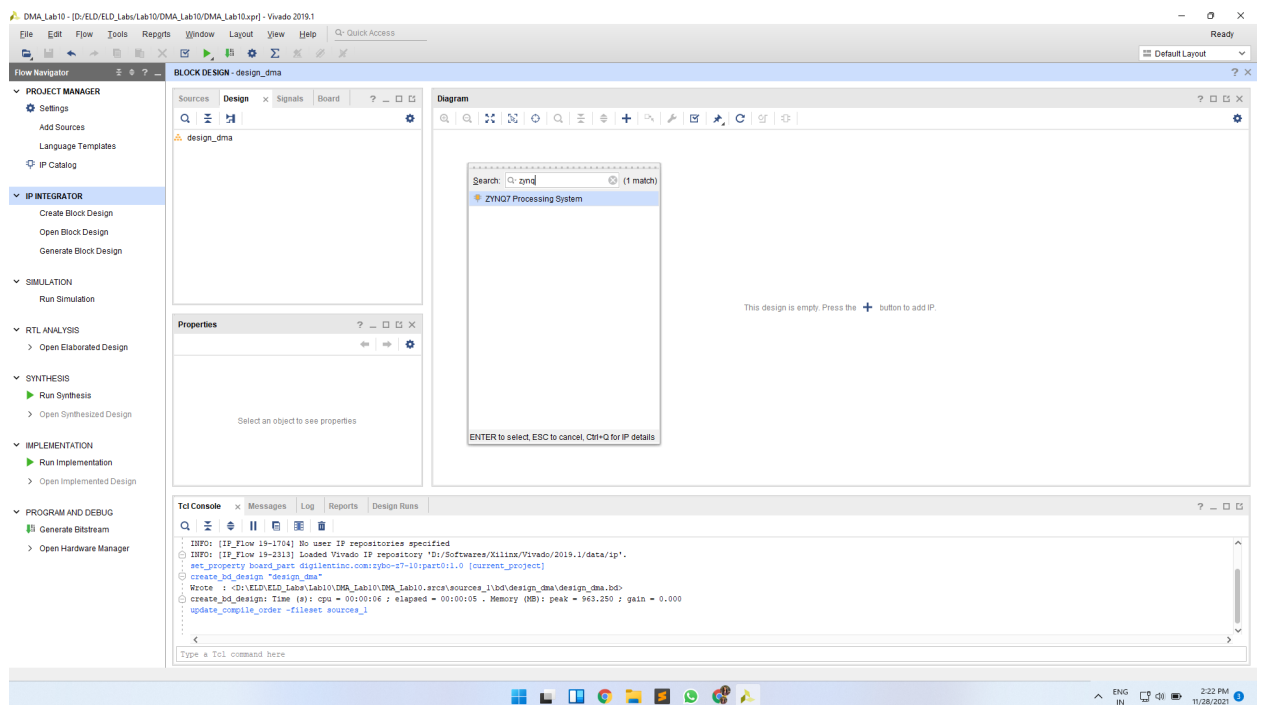 DMA_Lab10 - [D:/ELD/ELD_Labs/Lab10/DMA_Lab10/DMA_Lab10.xpr] - Vivado 2019.1
File Edit Flow Tools Reports Window Layout View Help Quick Access
Ready
Default Layout
Flow Navigator
BLOCK DESIGN - design_dma
PROJECT MANAGER
Settings
Add Sources
Language Templates
IP Catalog
IP INTEGRATOR
Create Block Design
Open Block Design
Generate Block Design
SIMULATION
Run Simulation
RTL ANALYSIS
Open Elaborated Design
SYNTHESIS
Run Synthesis
Open Synthesized Design
IMPLEMENTATION
Run Implementation
Open Implemented Design
PROGRAM AND DEBUG
Generate Bitstream
Open Hardware Manager
Sources Design Signals Board
design_dma
Properties
Select an object to see properties
Diagram
Search: zynq (1 match)
ZYNQ7 Processing System
ENTER to select, ESC to cancel, Ctrl+Q for IP details
This design is empty. Press the + button to add IP.
Tcl Console Messages Log Reports Design Runs
INFO: [IP_Flow 19-1704] No user IP repositories specified
INFO: [IP_Flow 19-2313] Loaded Vivado IP repository 'D:/Softwares/Xilinx/Vivado/2019.1/data/ip'.
set_property board_part digilentinc.com:zybo-z7-10:part0:1.0 [current_project]
create_bd_design "design_dma"
Wrote : <D:\ELD\ELD_Labs\Lab10\DMA_Lab10\DMA_Lab10.srcs\sources_1\bd\design_dma\design_dma.bd>
create_bd_design: Time (s): cpu = 00:00:06 ; elapsed = 00:00:05 . Memory (MB): peak = 963.250 ; gain = 0.000
update_compile_order -fileset sources_1
Type a Tcl command here
ENG
IN
2:22 PM
11/28/2021
3